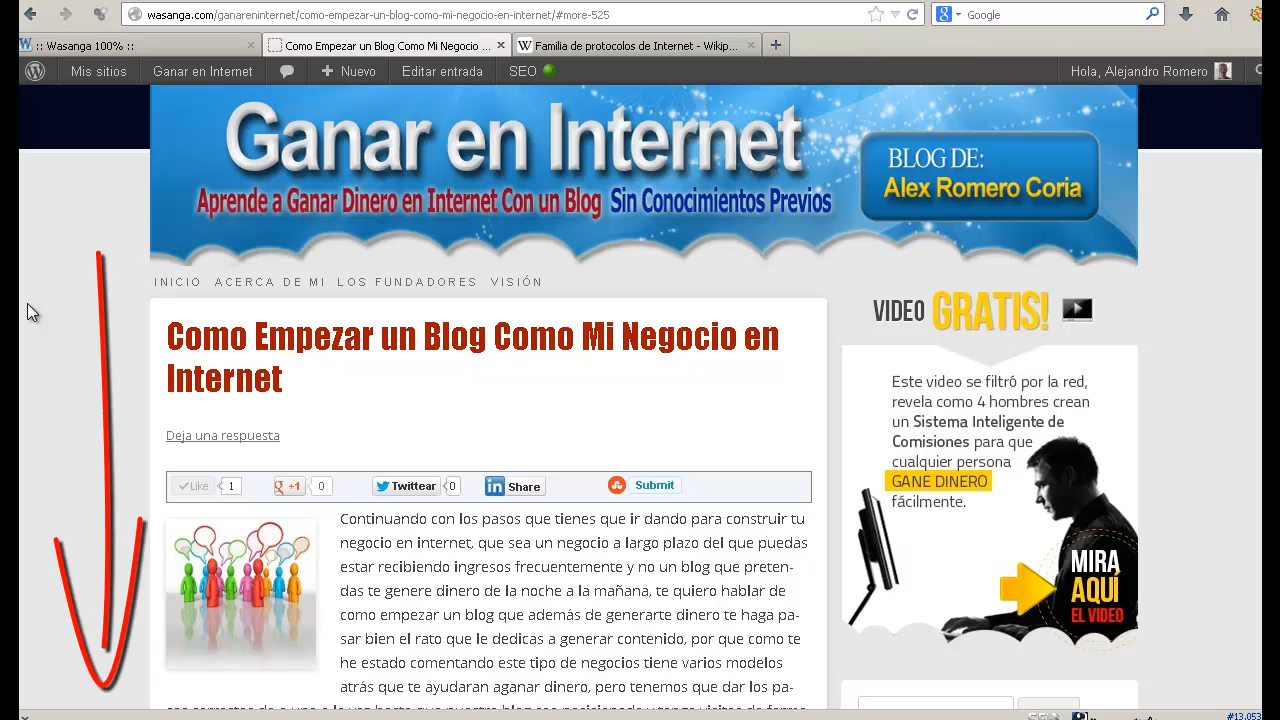 wasanga.com/ganareninternet/como-empezar-un-blog-como-mi-negocio-en-internet/#more-525
Google
:: Wasanga 100% ::
Como Empezar un Blog Como Mi Negocio ...
Familia de protocolos de Internet - Wikip...
Mis sitios
Ganar en Internet
Nuevo
Editar entrada
SEO
Hola, Alejandro Romero
Ganar en Internet
Aprende a Ganar Dinero en Internet Con un Blog Sin Conocimientos Previos
BLOG DE:
Alex Romero Coria
INICIO ACERCA DE MI LOS FUNDADORES VISIÓN
Como Empezar un Blog Como Mi Negocio en
Internet
Deja una respuesta
Like 1
+1 0
Twittear 0
Share
Submit
Continuando con los pasos que tienes que ir dando para construir tu
negocio en internet, que sea un negocio a largo plazo del que puedas
estar recibiendo ingresos frecuentemente y no un blog que preten-
das te genere dinero de la noche a la mañana, te quiero hablar de
como empezar un blog que además de generarte dinero te haga pa-
sar bien el rato que le dedicas a generar contenido, por que como te
he estado comentando este tipo de negocios tiene varios modelos
atrás que te ayudaran aganar dinero, pero tenemos que dar los pa-
VIDEO GRATIS!
Este video se filtró por la red,
revela como 4 hombres crean
un Sistema Inteligente de
Comisiones para que
cualquier persona
GANE DINERO
fácilmente.
MIRA
AQUÍ
EL VIDEO
#13,053